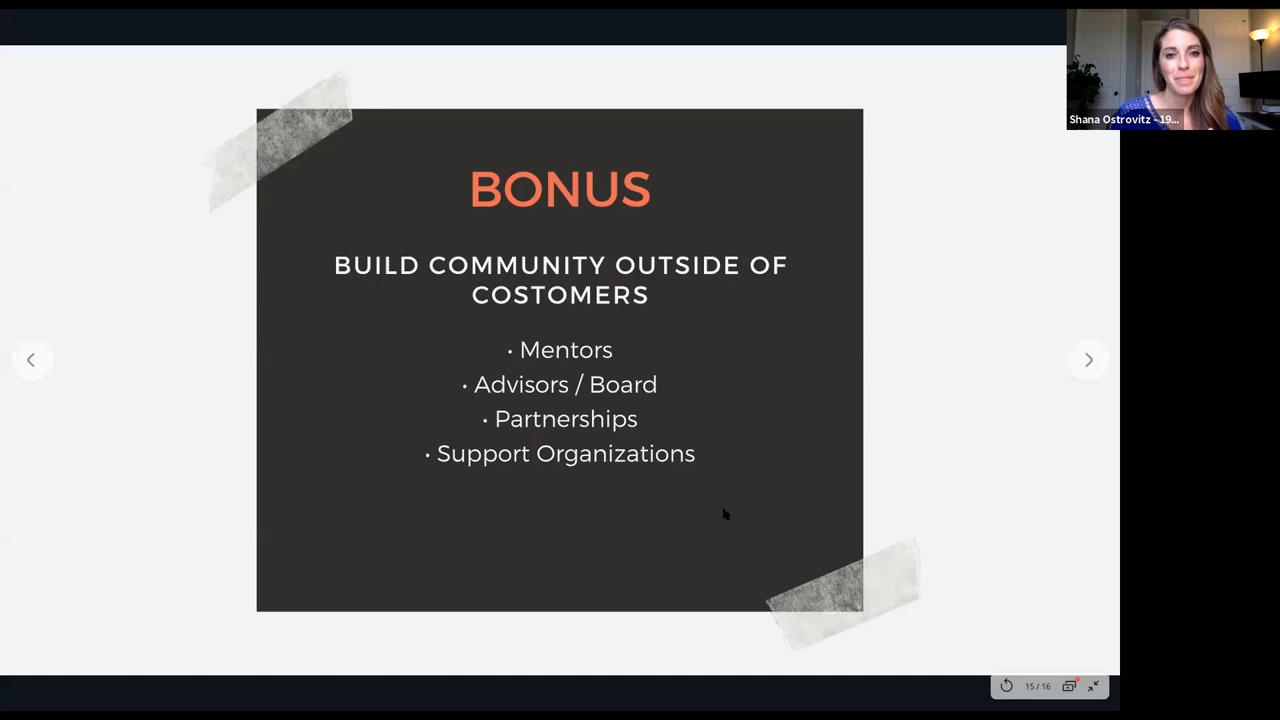 Shana Ostrovitz - 19...
BONUS
BUILD COMMUNITY OUTSIDE OF
COSTOMERS
• Mentors
• Advisors / Board
• Partnerships
• Support Organizations
15 / 16